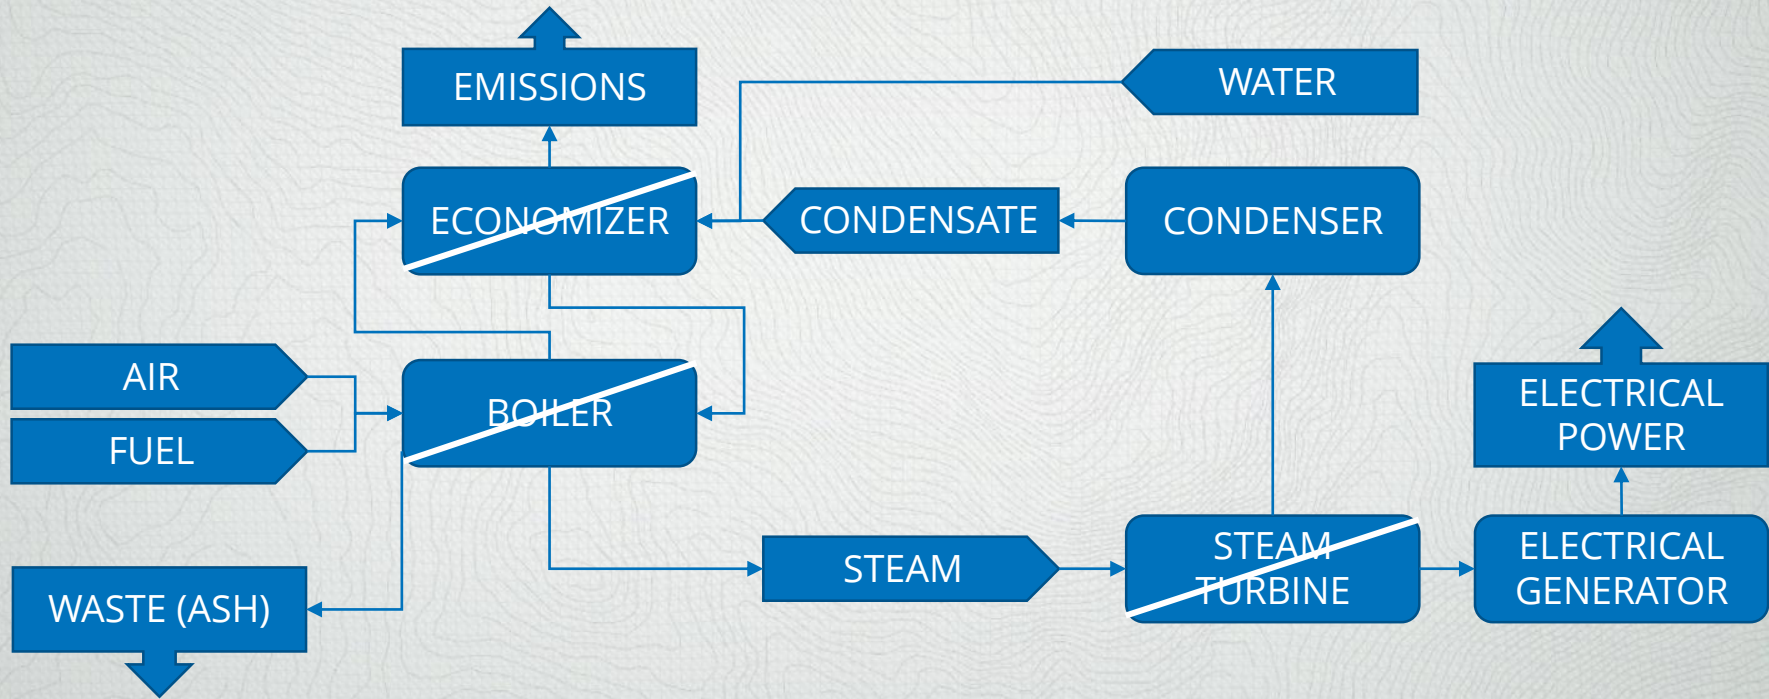 EMISSIONS
WATER
ECONOMIZER
CONDENSATE
CONDENSER
AIR
FUEL
BOILER
ELECTRICAL
POWER
WASTE (ASH)
STEAM
STEAM
TURBINE
ELECTRICAL
GENERATOR